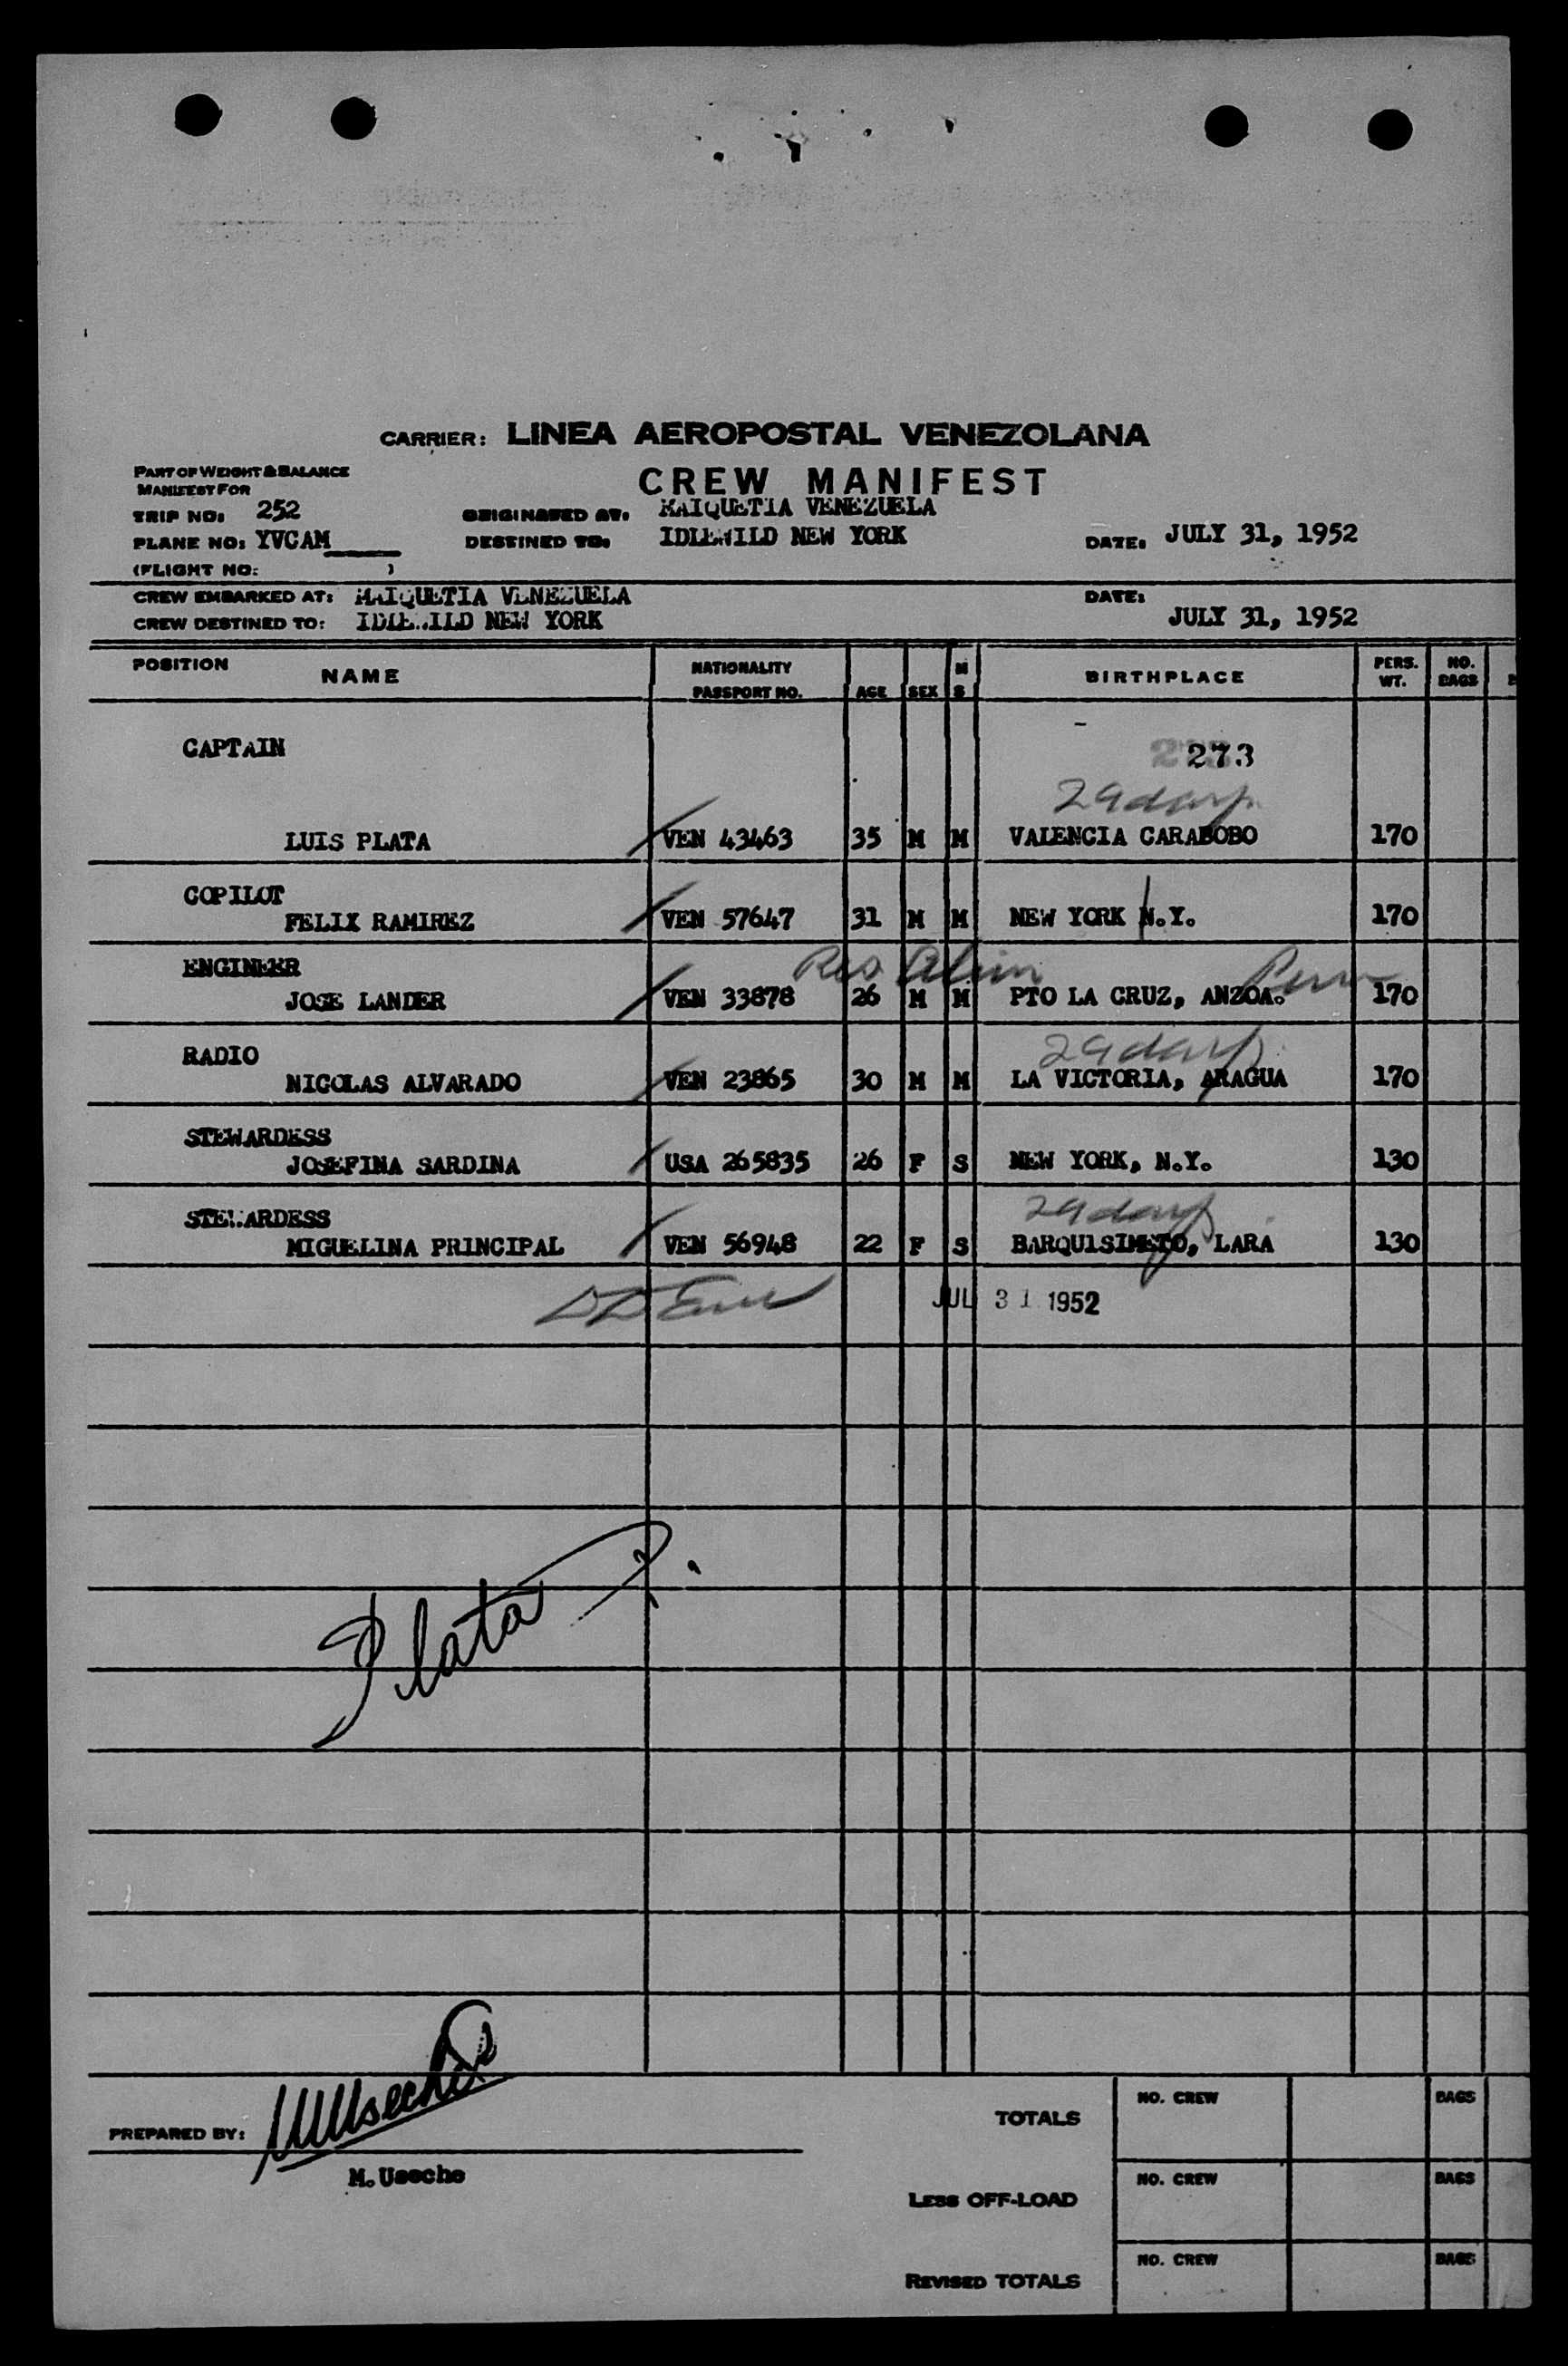 CARRIER: LINEA AEROPOSTAL VENEZOLANA
PART OF WEIGHT & BALANCE
MANIFEST FOR
CREW MANIFEST
TRIP NO: 252 ORIGINATED AT: MAIQUETIA VENEZUELA
PLANE NO: YVCAM DESTINED TO: IDLEWILD NEW YORK DATE: JULY 31, 1952
(FLIGHT NO: )
CREW EMBARKED AT: MAIQUETIA VENEZUELA DATE:
CREW DESTINED TO: IDLEWILD NEW YORK JULY 31, 1952
POSITION NAME NATIONALITY PASSPORT NO. AGE SEX M S BIRTHPLACE PERS. WT. NO. BAGS
CAPTAIN 273
29 days
LUIS PLATA VEN 43463 35 M M VALENCIA CARABOBO 170
COPILOT
FELIX RAMIREZ VEN 57647 31 M M NEW YORK N.Y. 170
ENGINEER Res Alien
JOSE LANDER VEN 33878 26 M M PTO LA CRUZ, ANZOA. 170
RADIO 29 days
NICOLAS ALVARADO VEN 23865 30 M M LA VICTORIA, ARAGUA 170
STEWARDESS
JOSEFINA SARDINA USA 265835 26 F S NEW YORK, N.Y. 130
STEWARDESS 29 days
MIGUELINA PRINCIPAL VEN 56948 22 F S BARQUISIMETO, LARA 130
JUL 31 1952
Plata P.
PREPARED BY: MUseche
M. Useche
TOTALS NO. CREW BAGS
LESS OFF-LOAD NO. CREW BAGS
REVISED TOTALS NO. CREW BAGS